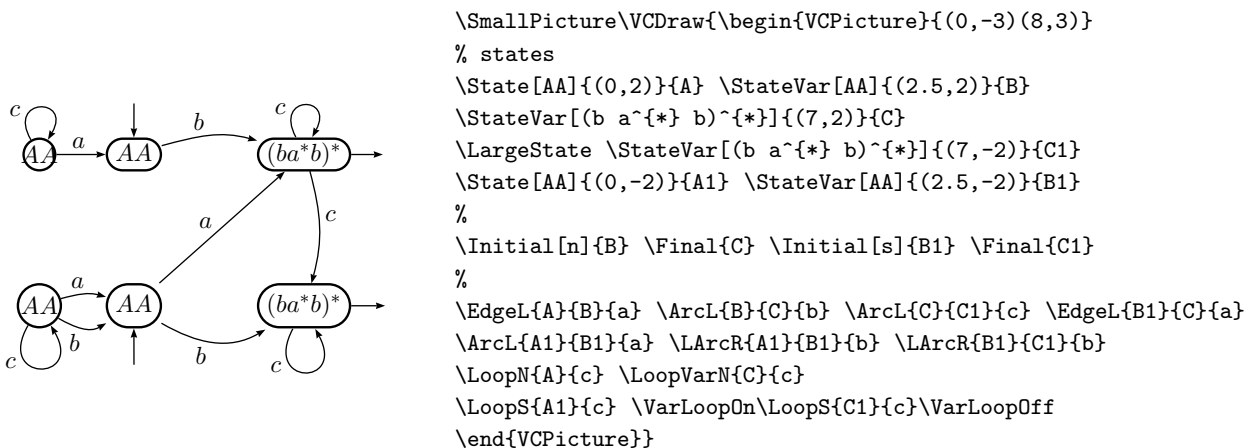 c
a
AA
AA
b
c
(ba*b)*
a
c
AA
a
b
c
AA
b
(ba*b)*
c
\SmallPicture\VCDraw{\begin{VCPicture}{(0,-3)(8,3)}
% states
\State[AA]{(0,2)}{A} \StateVar[AA]{(2.5,2)}{B}
\StateVar[(b a^{*} b)^{*}]{(7,2)}{C}
\LargeState \StateVar[(b a^{*} b)^{*}]{(7,-2)}{C1}
\State[AA]{(0,-2)}{A1} \StateVar[AA]{(2.5,-2)}{B1}
%
\Initial[n]{B} \Final{C} \Initial[s]{B1} \Final{C1}
%
\EdgeL{A}{B}{a} \ArcL{B}{C}{b} \ArcL{C}{C1}{c} \EdgeL{B1}{C}{a}
\ArcL{A1}{B1}{a} \LArcR{A1}{B1}{b} \LArcR{B1}{C1}{b}
\LoopN{A}{c} \LoopVarN{C}{c}
\LoopS{A1}{c} \VarLoopOn\LoopS{C1}{c}\VarLoopOff
\end{VCPicture}}